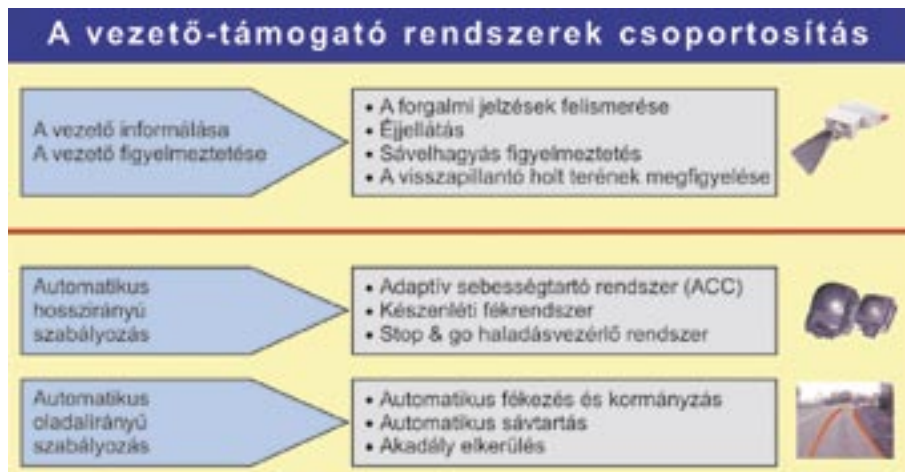 A vezető-támogató rendszerek csoportosítás
A vezető informálása
A vezető figyelmeztetése
• A forgalmi jelzések felismerése
• Éjjellátás
• Sávelhagyás figyelmeztetés
• A visszapillantó holt terének megfigyelése
Automatikus
hosszirányú
szabályozás
• Adaptív sebességtartó rendszer (ACC)
• Készenléti fékrendszer
• Stop & go haladásvezérlő rendszer
Automatikus
oladalirányú
szabályozás
• Automatikus fékezés és kormányzás
• Automatikus sávtartás
• Akadály elkerülés